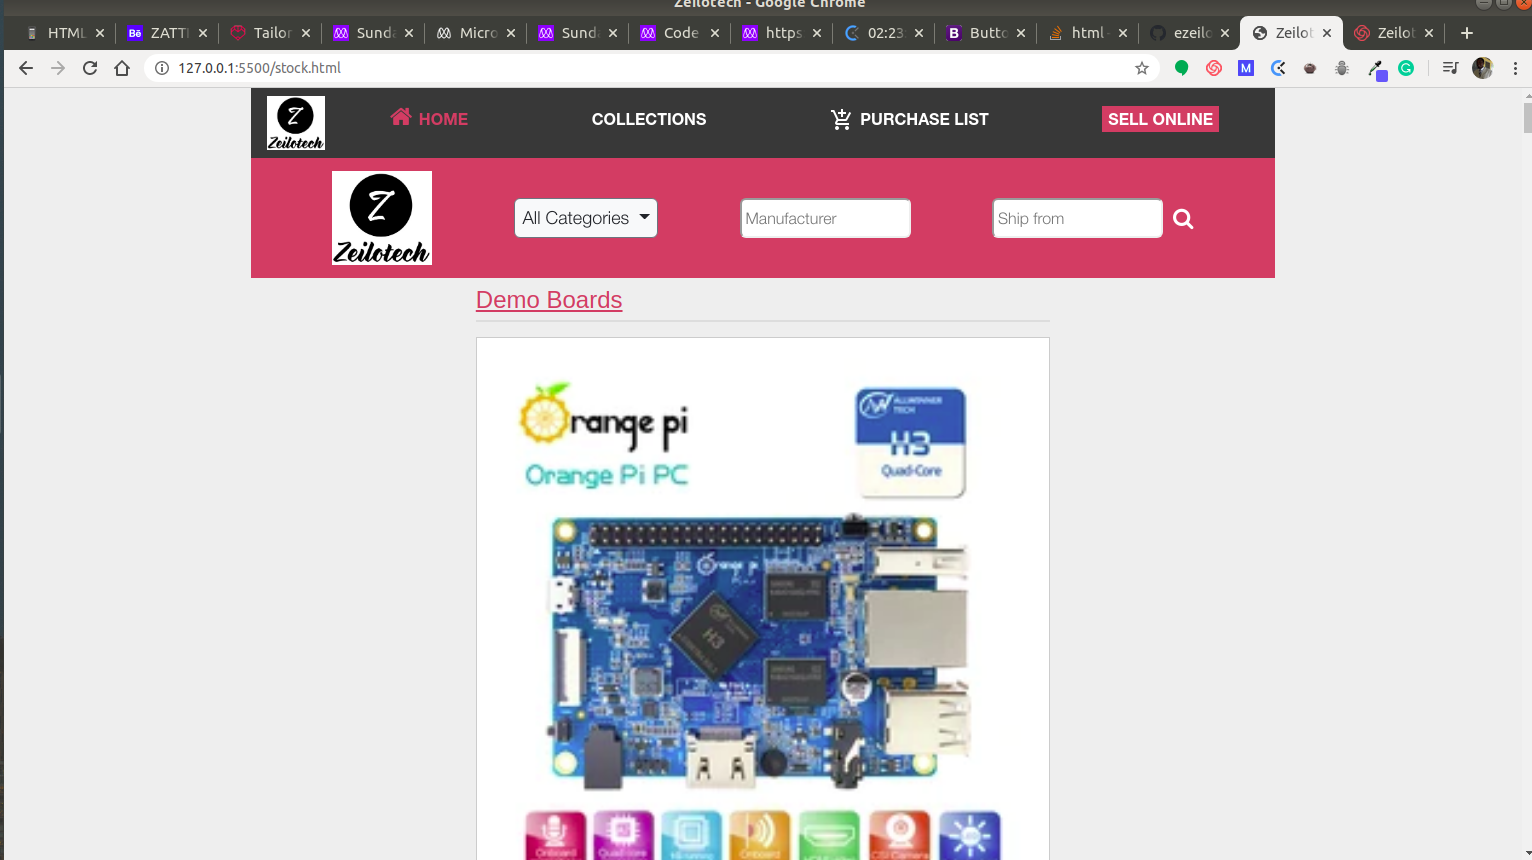 Zeilotech - Google Chrome
HTML
ZATT
Tailor
Sund
Micro
Sund
Code
https
02:23
Butto
html
ezeilo
Zeilot
Zeilot
127.0.0.1:5500/stock.html
Z
Zeilotech
HOME
COLLECTIONS
PURCHASE LIST
SELL ONLINE
Z
Zeilotech
All Categories
Manufacturer
Ship from
Demo Boards
Orange pi
Orange Pi PC
ALLWINNER
TECH
H3
Quad-Core
Orange pi
H3
Onboard
Quad-core
Onboard
CSI Camera